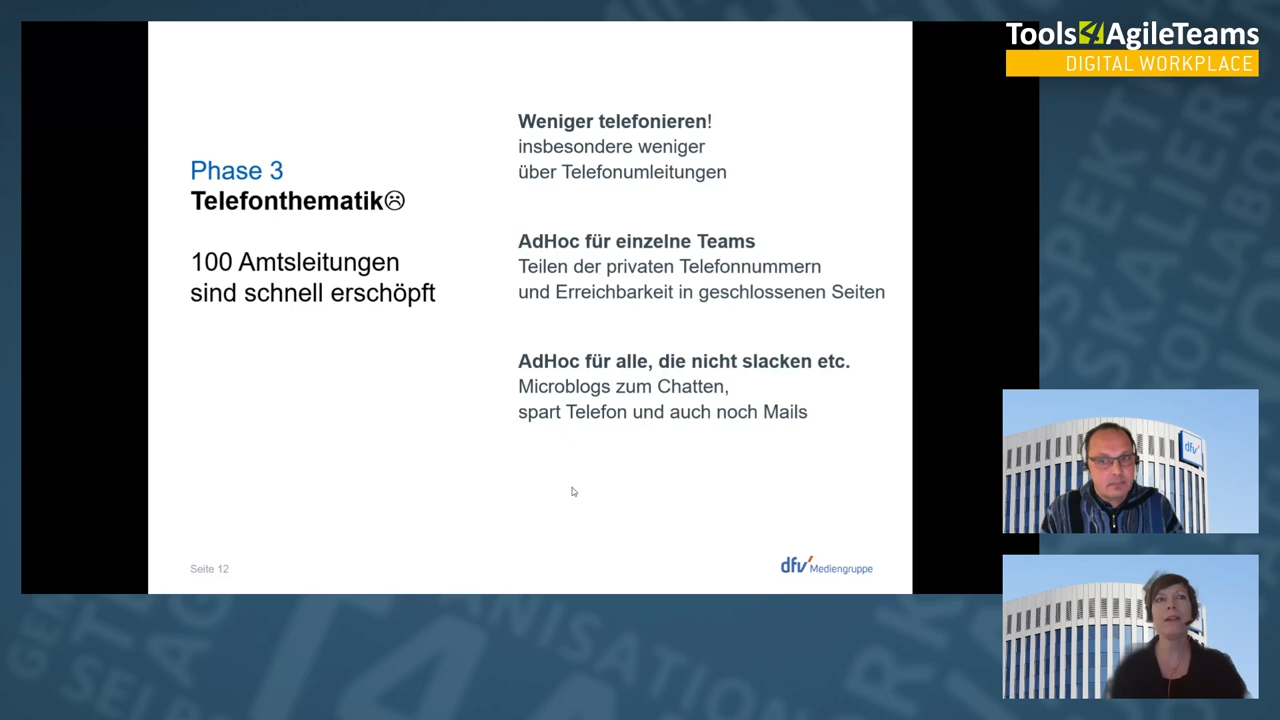 Tools4AgileTeams
DIGITAL WORKPLACE
Phase 3
Telefonthematik☹
100 Amtsleitungen
sind schnell erschöpft
Weniger telefonieren!
insbesondere weniger
über Telefonumleitungen
AdHoc für einzelne Teams
Teilen der privaten Telefonnummern
und Erreichbarkeit in geschlossenen Seiten
AdHoc für alle, die nicht slacken etc.
Microblogs zum Chatten,
spart Telefon und auch noch Mails
Seite 12
dfv Mediengruppe
dfv